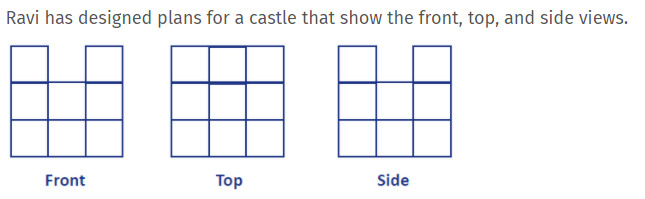 Ravi has designed plans for a castle that show the front, top, and side views.
Front Top Side